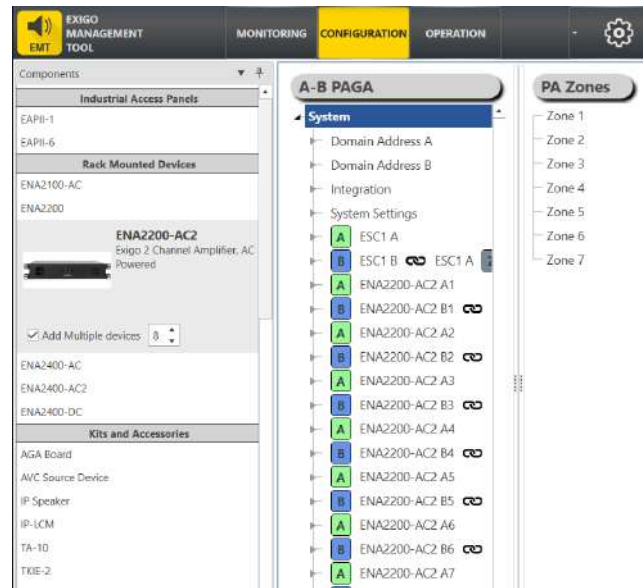 EXIGO
MANAGEMENT
TOOL
EMT
MONITORING
CONFIGURATION
OPERATION
Components
Industrial Access Panels
EAPII-1
EAPII-6
Rack Mounted Devices
ENA2100-AC
ENA2200
ENA2200-AC2
Exigo 2 Channel Amplifier, AC
Powered
Add Multiple devices 8
ENA2400-AC
ENA2400-AC2
ENA2400-DC
Kits and Accessories
AGA Board
AVC Source Device
IP Speaker
IP-LCM
TA-10
TKIE-2
A-B PAGA
System
Domain Address A
Domain Address B
Integration
System Settings
A ESC1 A
B ESC1 B ESC1 A
A ENA2200-AC2 A1
B ENA2200-AC2 B1
A ENA2200-AC2 A2
B ENA2200-AC2 B2
A ENA2200-AC2 A3
B ENA2200-AC2 B3
A ENA2200-AC2 A4
B ENA2200-AC2 B4
A ENA2200-AC2 A5
B ENA2200-AC2 B5
A ENA2200-AC2 A6
B ENA2200-AC2 B6
A ENA2200-AC2 A7
PA Zones
Zone 1
Zone 2
Zone 3
Zone 4
Zone 5
Zone 6
Zone 7